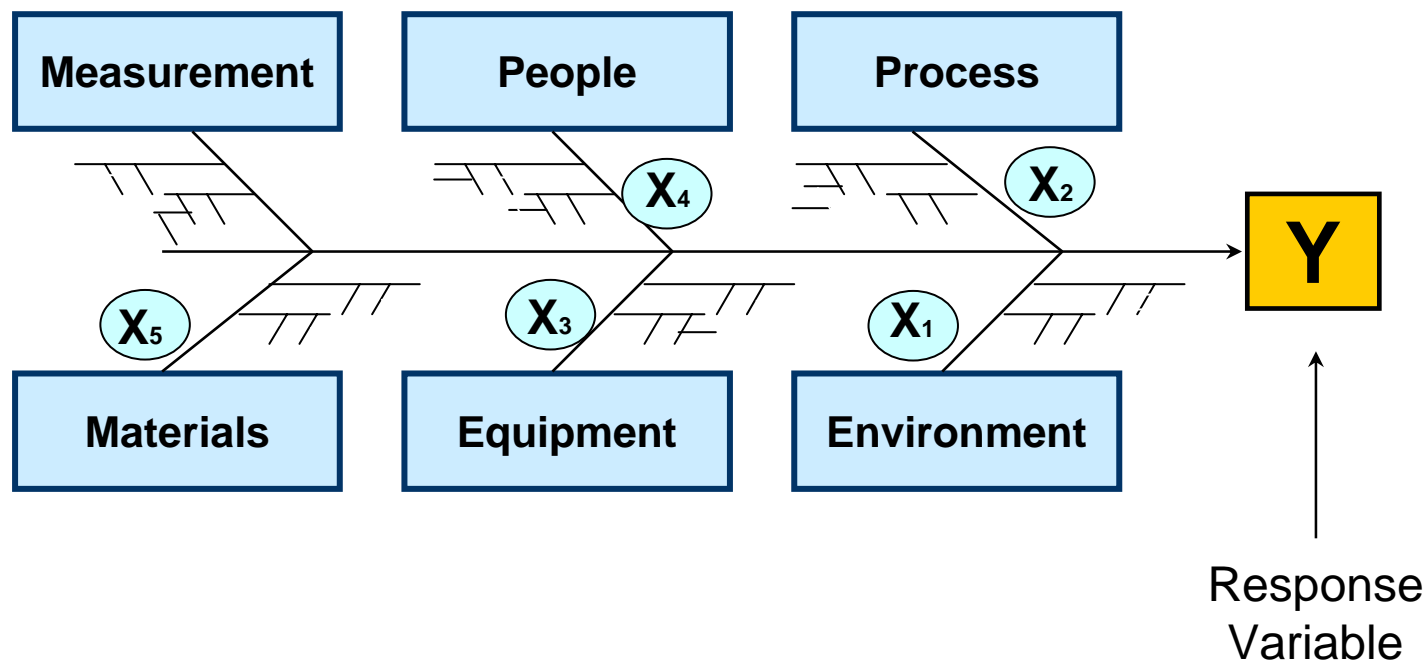 Measurement
People
Process
X4
X2
Y
X5
X3
X1
Materials
Equipment
Environment
Response
Variable